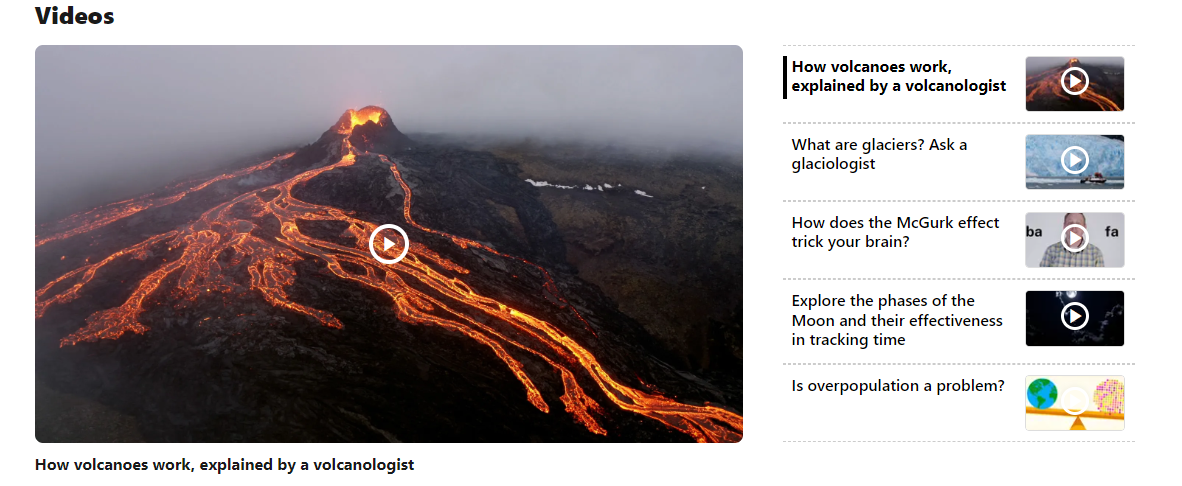 Videos
How volcanoes work,
explained by a volcanologist
What are glaciers? Ask a
glaciologist
How does the McGurk effect
trick your brain?
ba
fa
Explore the phases of the
Moon and their effectiveness
in tracking time
Is overpopulation a problem?
How volcanoes work, explained by a volcanologist